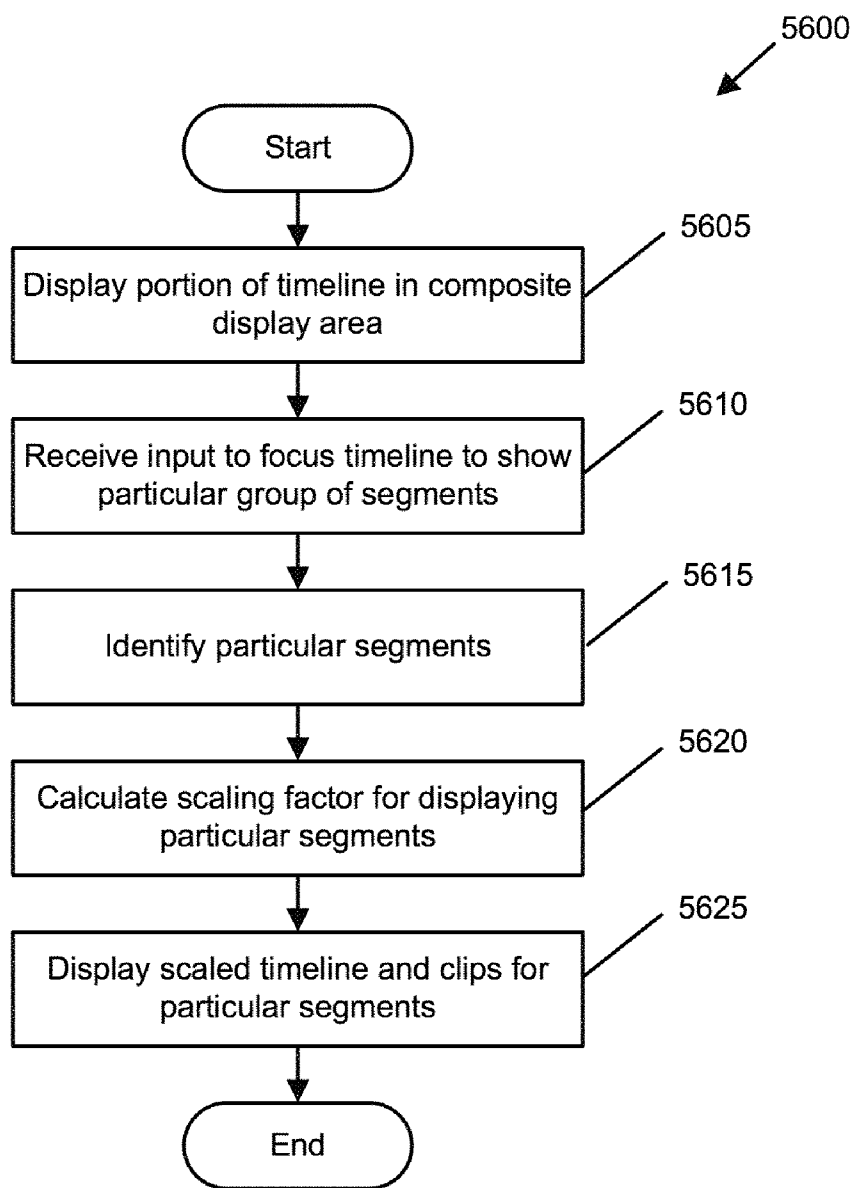 5600
Start
5605
Display portion of timeline in composite
display area
5610
Receive input to focus timeline to show
particular group of segments
5615
Identify particular segments
5620
Calculate scaling factor for displaying
particular segments
5625
Display scaled timeline and clips for
particular segments
End